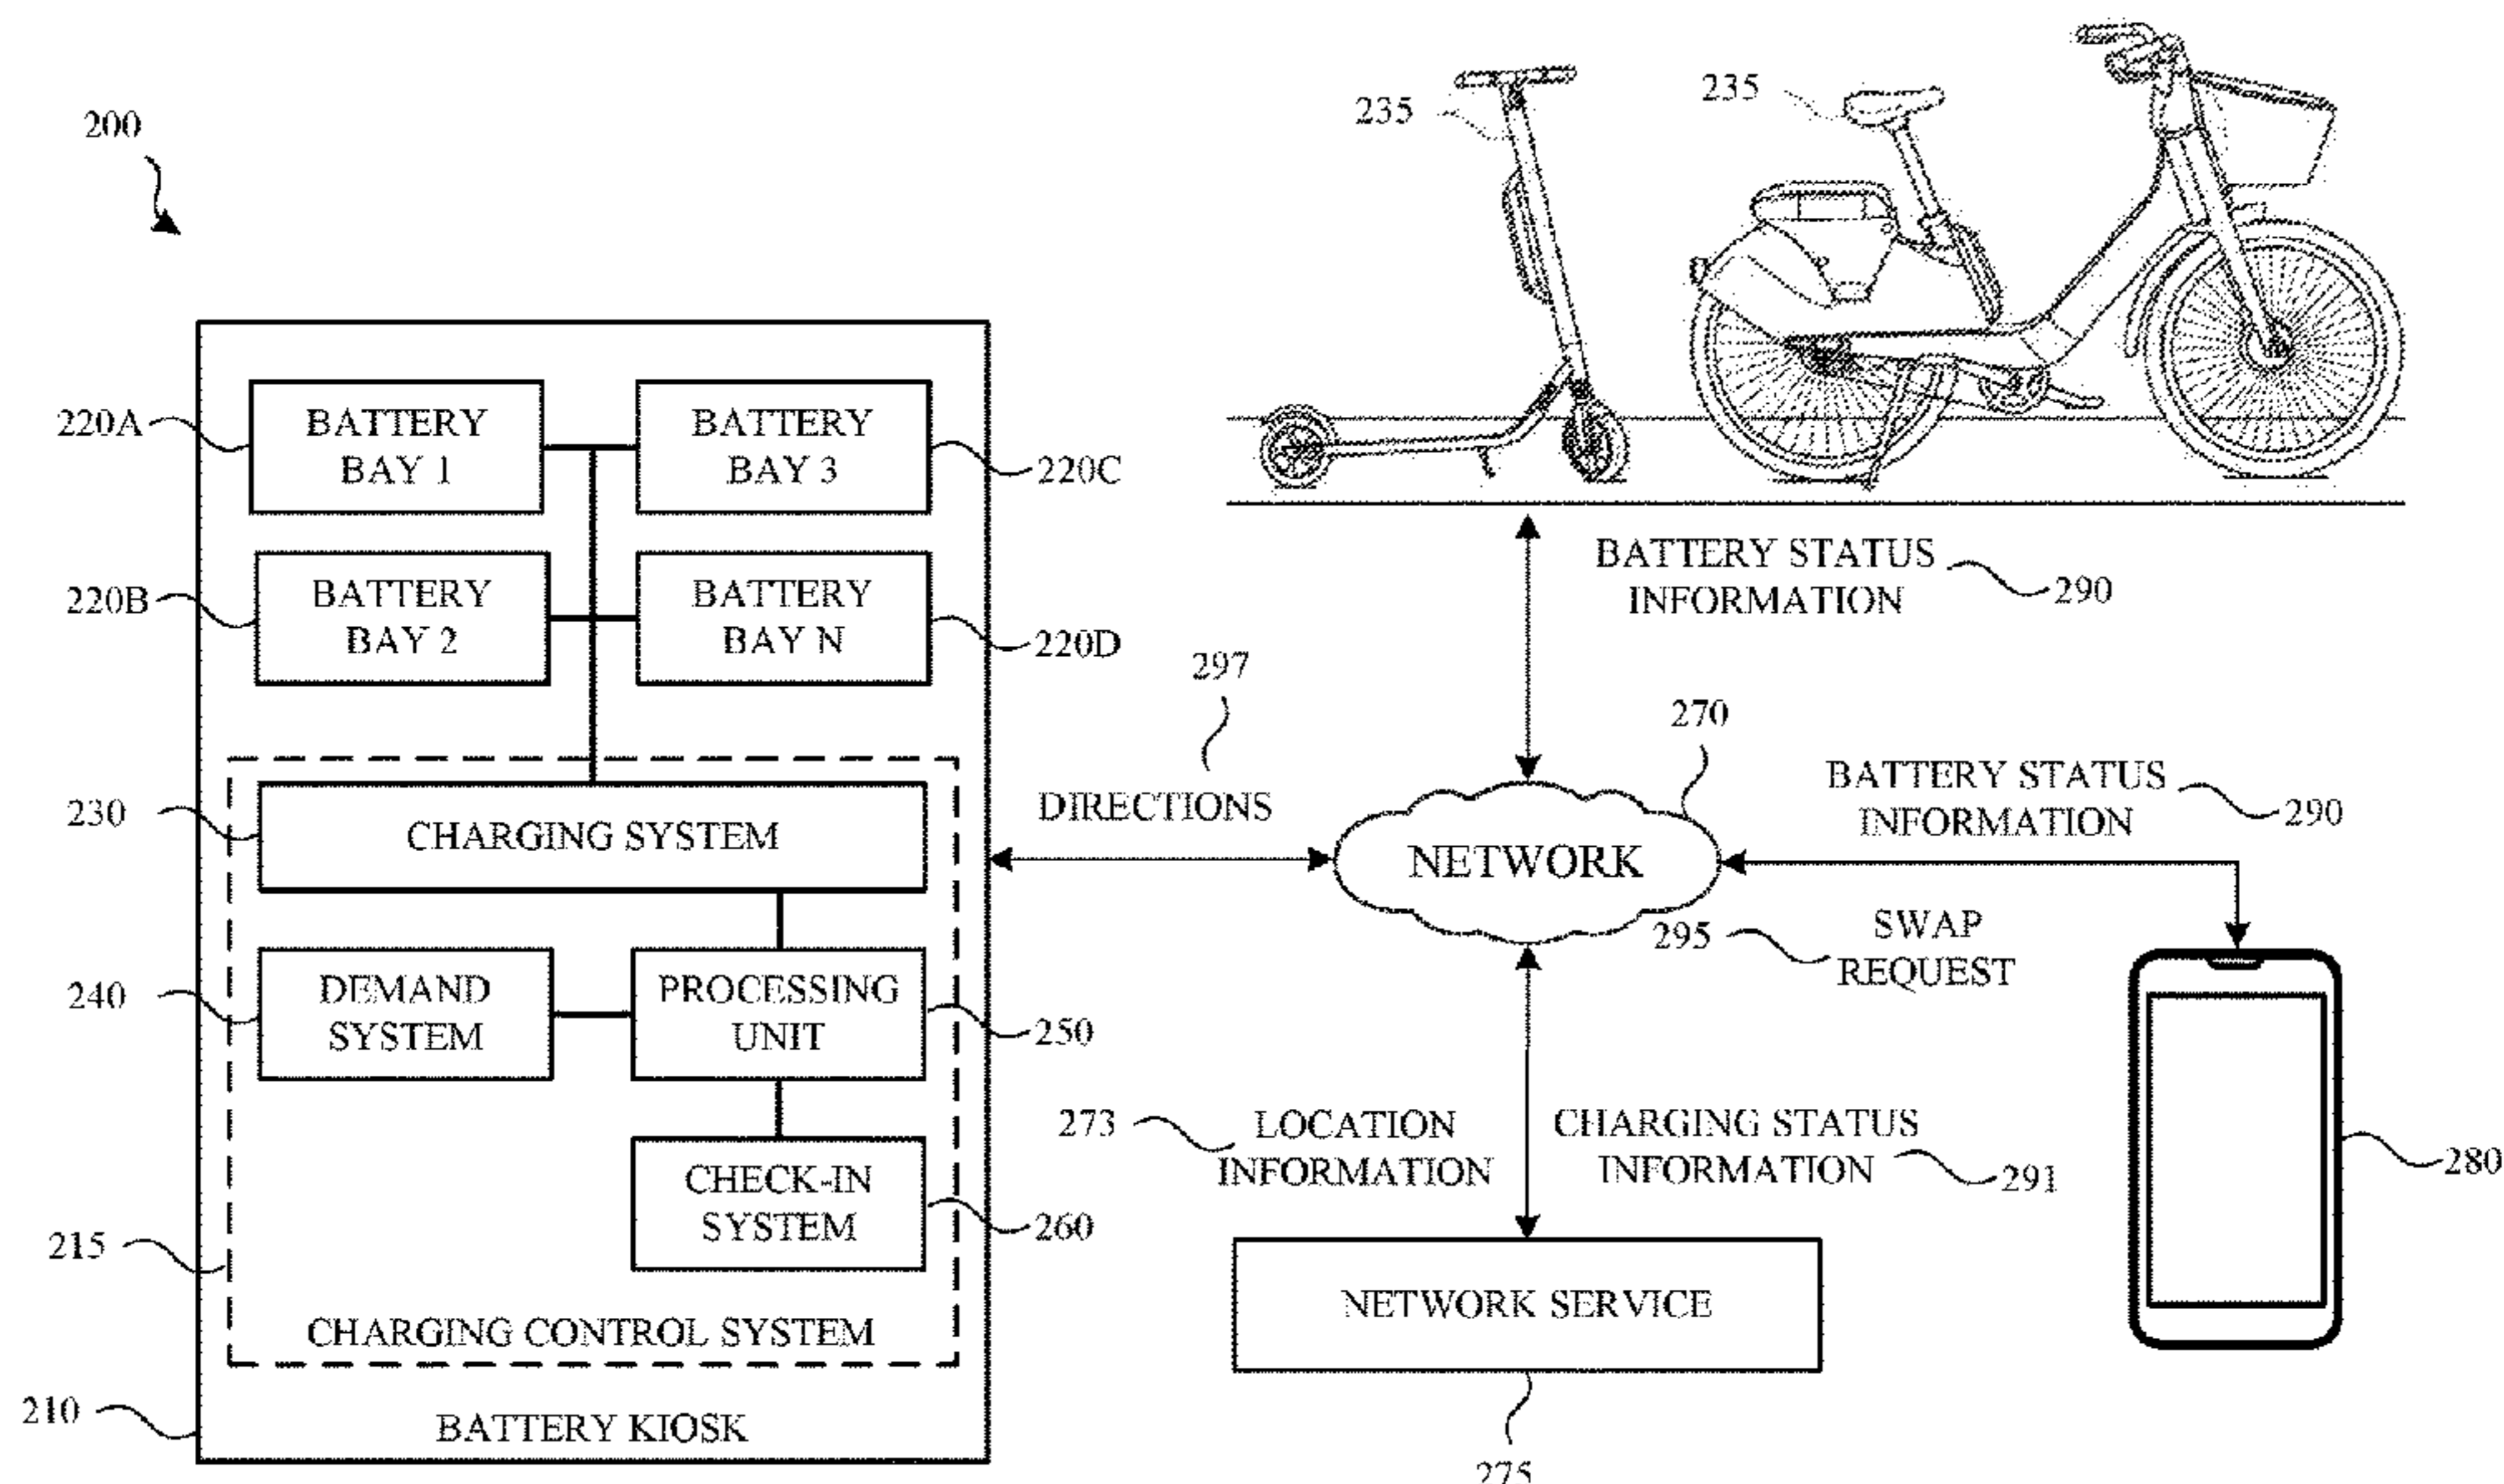 200
235
235
220A
BATTERY
BAY 1
BATTERY
BAY 3
220C
220B
BATTERY
BAY 2
BATTERY
BAY N
220D
230
CHARGING SYSTEM
240
DEMAND
SYSTEM
PROCESSING
UNIT
250
CHECK-IN
SYSTEM
260
215
CHARGING CONTROL SYSTEM
210
BATTERY KIOSK
BATTERY STATUS
INFORMATION
290
297
DIRECTIONS
270
NETWORK
BATTERY STATUS
INFORMATION
290
295
SWAP
REQUEST
273
LOCATION
INFORMATION
CHARGING STATUS
INFORMATION
291
280
NETWORK SERVICE
275